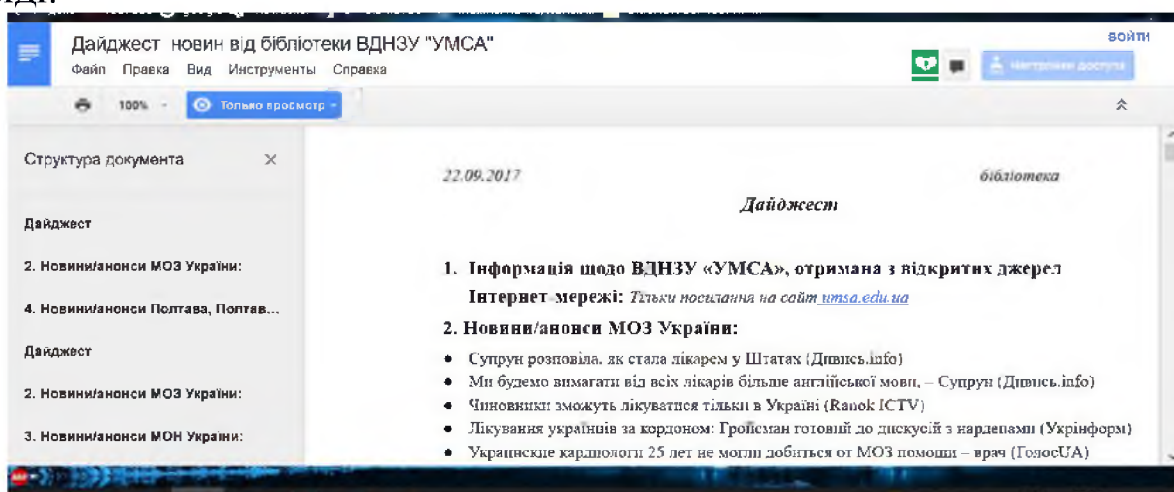 Дайджест новин від бібліотеки ВДНЗУ "УМСА"
войти
Файл Правка Вид Инструменты Справка
Настройки доступа
100% Только просмотр
Структура документа
Дайджест
2. Новини/анонси МОЗ України:
4. Новини/анонси Полтава, Полтав...
Дайджест
2. Новини/анонси МОЗ України:
3. Новини/анонси МОН України:
22.09.2017 бібліотека
Дайджест
1. Інформація щодо ВДНЗУ «УМСА», отримана з відкритих джерел
Інтернет-мережі: Тільки посилання на сайт umsa.edu.ua
2. Новини/анонси МОЗ України:
● Супрун розповіла, як стала лікарем у Штатах (Дивись.info)
● Ми будемо вимагати від всіх лікарів більше англійської мови, – Супрун (Дивись.info)
● Чиновники зможуть лікуватися тільки в Україні (Ranok ICTV)
● Лікування українців за кордоном: Гройсман готовий до дискусій з нардепами (Укрінформ)
● Украинские кардиологи 25 лет не могли добиться от МОЗ помощи – врач (ГолосUA)